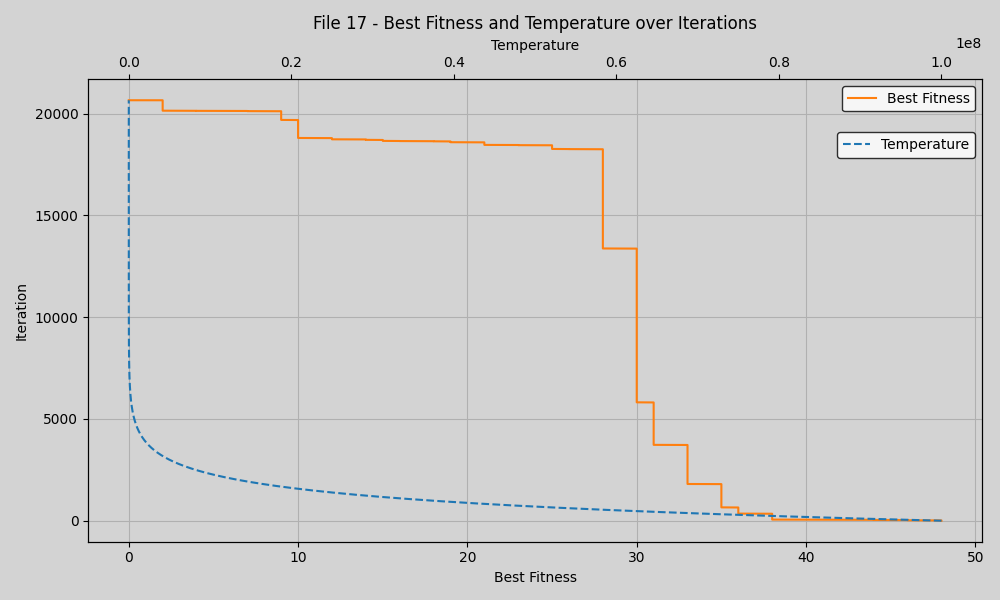 File 17 - Best Fitness and Temperature over Iterations
Temperature
1e8
0.0 0.2 0.4 0.6 0.8 1.0
Best Fitness
Temperature
20000
15000
10000
5000
0
Iteration
0 10 20 30 40 50
Best Fitness